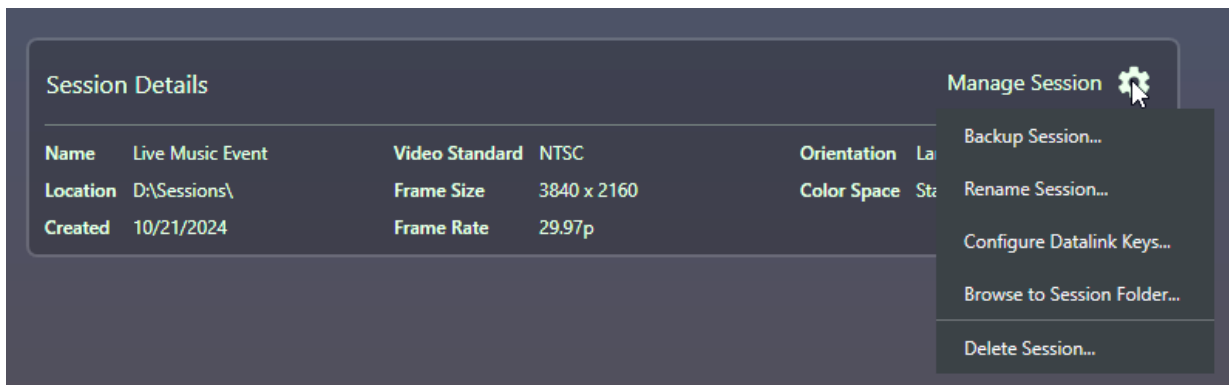 Session Details
Manage Session
Name Live Music Event Video Standard NTSC Orientation
Location D:\Sessions\ Frame Size 3840 x 2160 Color Space
Created 10/21/2024 Frame Rate 29.97p
Backup Session...
Rename Session...
Configure Datalink Keys...
Browse to Session Folder...
Delete Session...